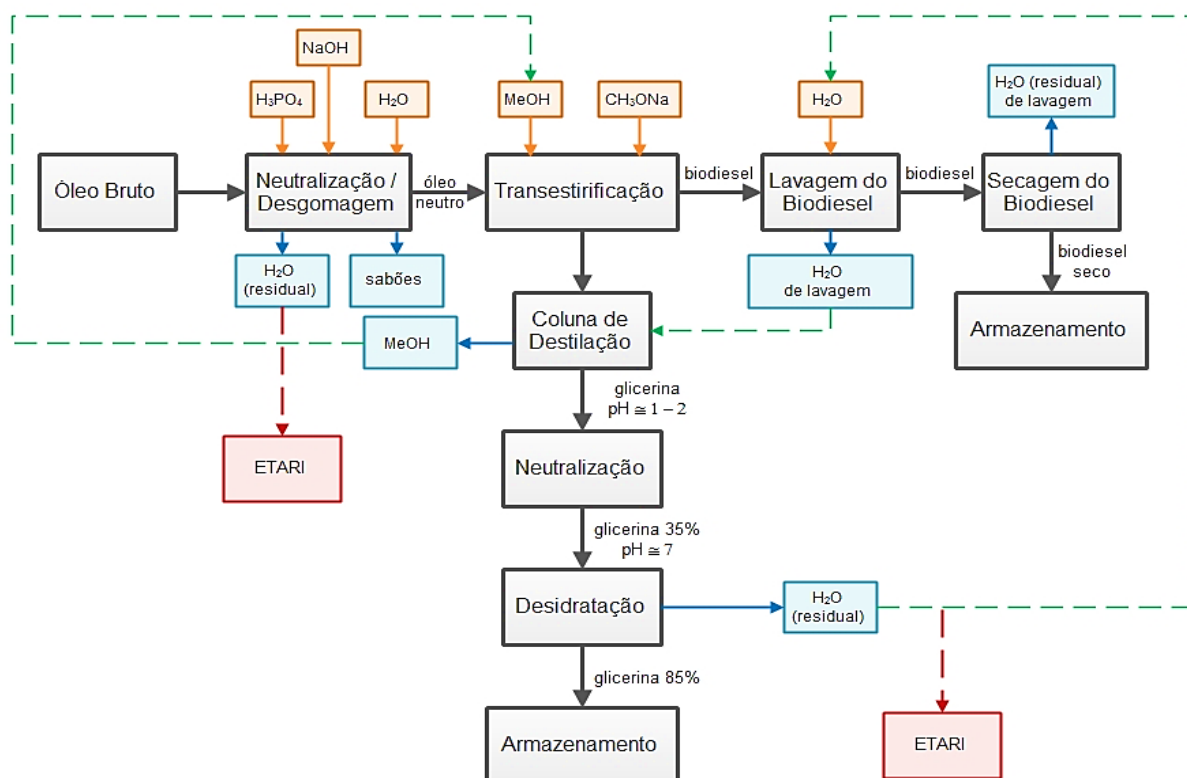 NaOH
H₃PO₄
H₂O
MeOH
CH₃ONa
H₂O
H₂O (residual)
de lavagem
Óleo Bruto
Neutralização /
Desgomagem
óleo
neutro
Transestirificação
biodiesel
Lavagem do
Biodiesel
biodiesel
Secagem do
Biodiesel
H₂O
(residual)
sabões
H₂O
de lavagem
biodiesel
seco
MeOH
Coluna de
Destilação
Armazenamento
glicerina
pH ≅ 1 – 2
ETARI
Neutralização
glicerina 35%
pH ≅ 7
Desidratação
H₂O
(residual)
glicerina 85%
Armazenamento
ETARI